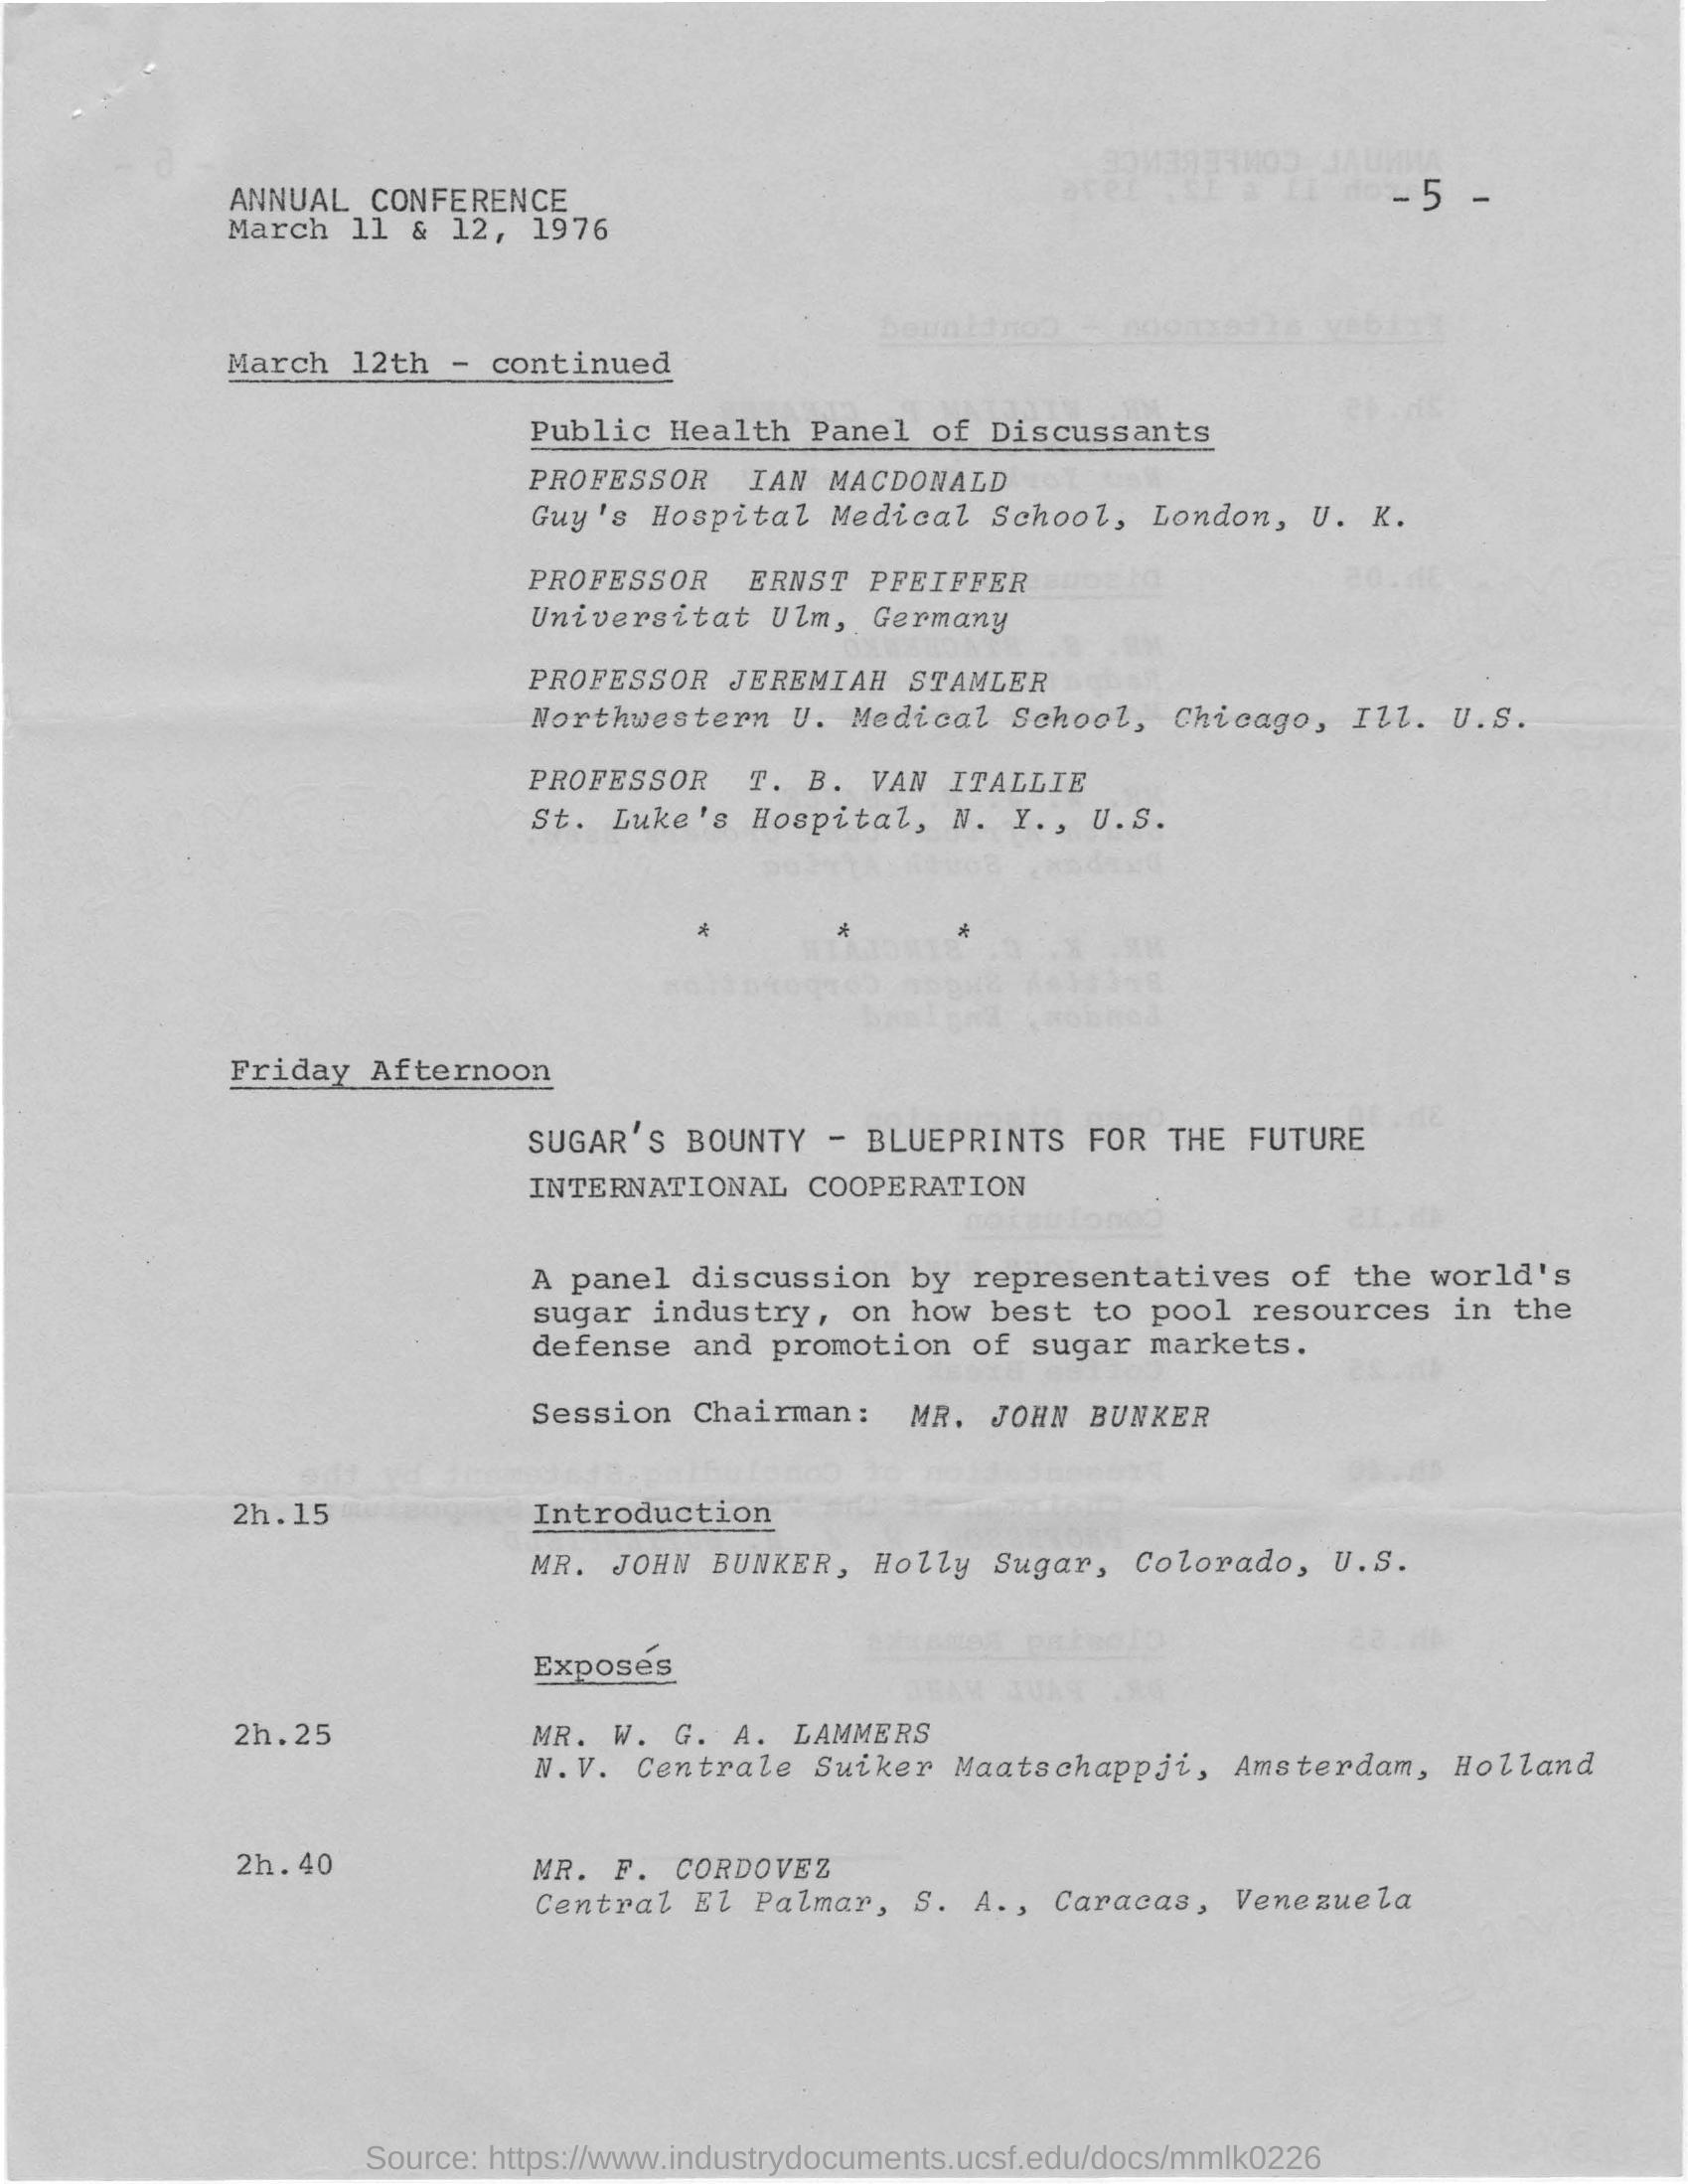 ANNUAL CONFERENCE
- 5 -
March 11 & 12, 1976
March 12th - continued
Public Health Panel of Discussants
PROFESSOR IAN MACDONALD
Guy's Hospital Medical School, London, U. K.
PROFESSOR ERNST PFEIFFER
Universitat Ulm, Germany
PROFESSOR JEREMIAH STAMLER
Northwestern U. Medical School, Chicago, Ill. U.S.
PROFESSOR T. B. VAN ITALLIE
St. Luke's Hospital, N. Y., U.S.
* * *
Friday Afternoon
SUGAR'S BOUNTY - BLUEPRINTS FOR THE FUTURE
INTERNATIONAL COOPERATION
A panel discussion by representatives of the world's
sugar industry, on how best to pool resources in the
defense and promotion of sugar markets.
Session Chairman: MR. JOHN BUNKER
2h.15 Introduction
MR. JOHN BUNKER, Holly Sugar, Colorado, U.S.
Exposés
2h.25 MR. W. G. A. LAMMERS
N.V. Centrale Suiker Maatschappji, Amsterdam, Holland
2h.40 MR. F. CORDOVEZ
Central El Palmar, S. A., Caracas, Venezuela
Source: https://www.industrydocuments.ucsf.edu/docs/mmlk0226